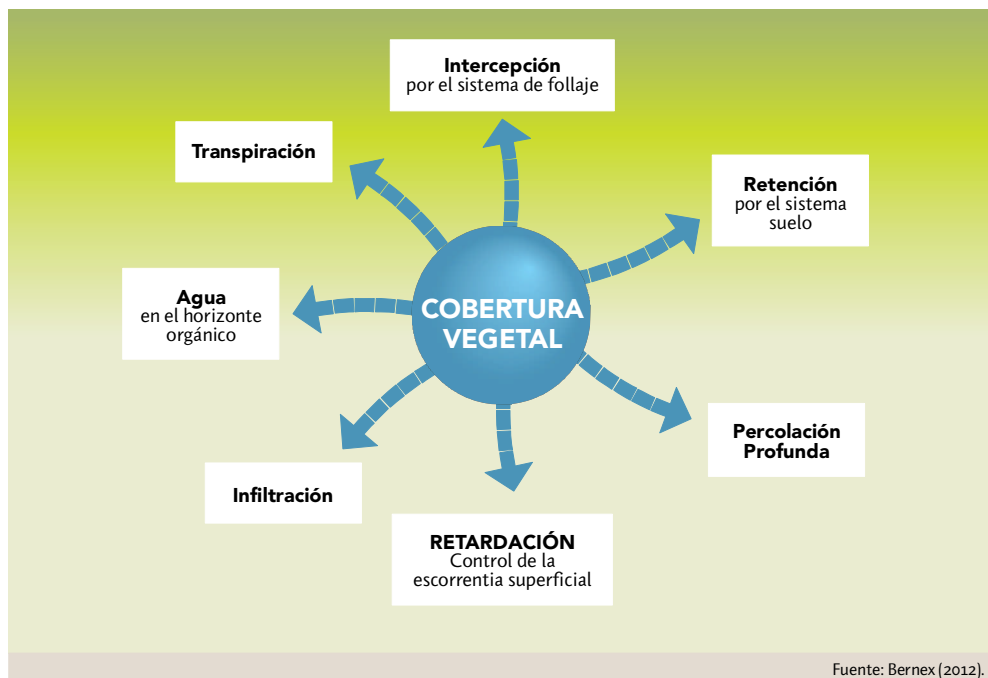 Intercepción
por el sistema de follaje
Transpiración
Retención
por el sistema
suelo
Agua
en el horizonte
orgánico
COBERTURA
VEGETAL
Percolación
Profunda
Infiltración
RETARDACIÓN
Control de la
escorrentia superficial
Fuente: Bernex (2012).